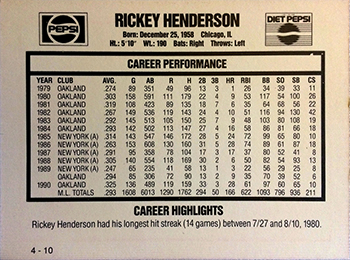 PEPSI
RICKEY HENDERSON
DIET PEPSI
Born: December 25, 1958 Chicago, IL
Ht.: 5'10" Wt.: 190 Bats: Right Throws: Left
CAREER PERFORMANCE
YEAR CLUB AVG. G AB R H 2B 3B HR RBI BB SO SB CS
1979 OAKLAND .274 89 351 49 96 13 3 1 26 34 39 33 11
1980 OAKLAND .303 158 591 111 179 22 4 9 53 117 54 100 26
1981 OAKLAND .319 108 423 89 135 18 7 6 35 64 68 56 22
1982 OAKLAND .267 149 536 119 143 24 4 10 51 116 94 130 42
1983 OAKLAND .292 145 513 105 150 25 7 9 48 103 80 108 19
1984 OAKLAND .293 142 502 113 147 27 4 16 58 86 81 66 18
1985 NEW YORK (A) .314 143 547 146 172 28 5 24 72 99 65 80 10
1986 NEW YORK (A) .263 153 608 130 160 31 5 28 74 89 81 87 18
1987 NEW YORK (A) .291 95 358 78 104 17 3 17 37 80 52 41 8
1988 NEW YORK (A) .305 140 554 118 169 30 2 6 50 82 54 93 13
1989 NEW YORK (A) .247 65 235 41 58 13 1 3 22 56 29 25 8
OAKLAND .294 85 306 72 90 13 2 9 35 70 39 52 6
1990 OAKLAND .325 136 489 119 159 33 3 28 61 97 60 65 10
M.L. TOTALS .293 1608 6013 1290 1762 294 50 166 622 1093 796 936 211
CAREER HIGHLIGHTS
Rickey Henderson had his longest hit streak (14 games) between 7/27 and 8/10, 1980.
4 - 10